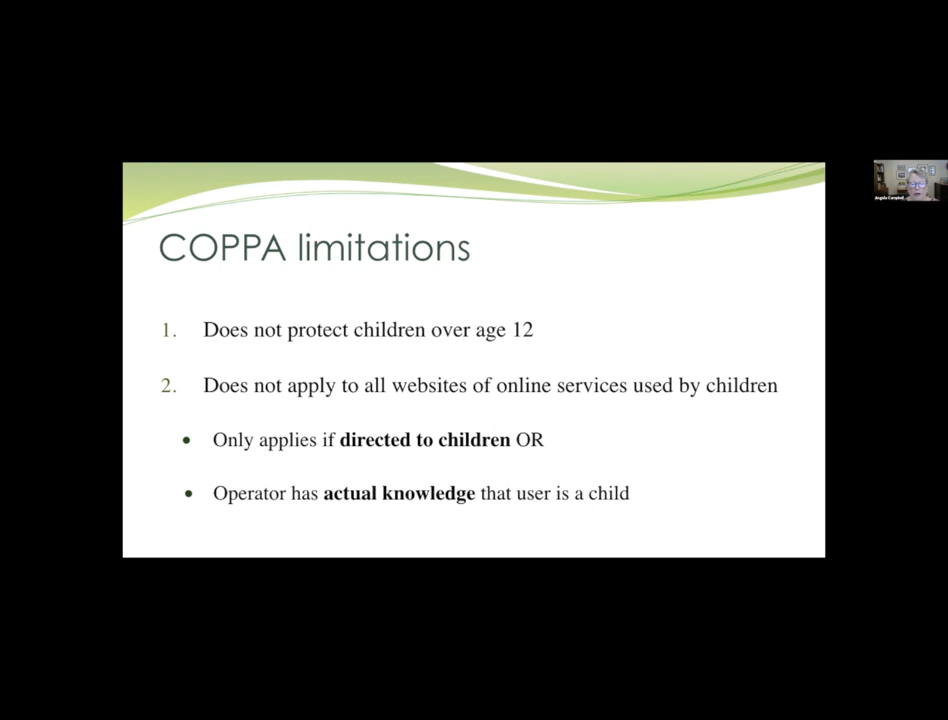 COPPA limitations
1. Does not protect children over age 12
2. Does not apply to all websites of online services used by children
• Only applies if directed to children OR
• Operator has actual knowledge that user is a child
Angela Campbell